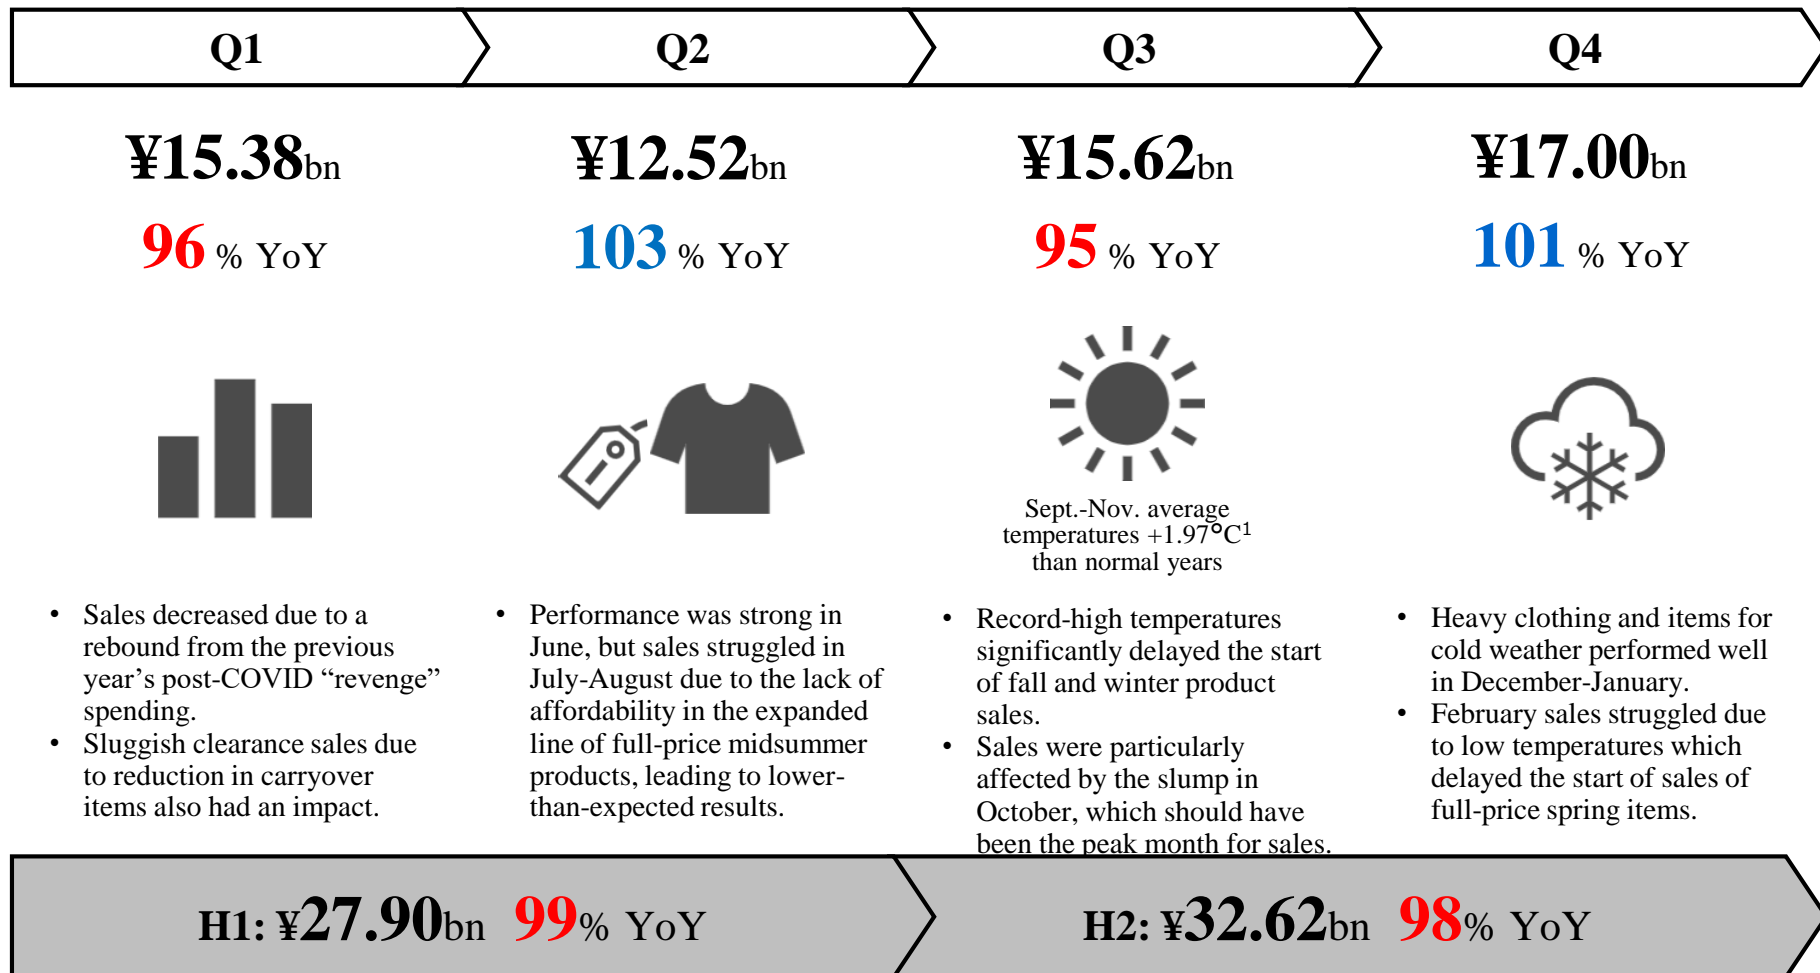 Q1
Q2
Q3
Q4
¥15.38bn
¥12.52bn
¥15.62bn
¥17.00bn
96 % YoY
103 % YoY
95 % YoY
101 % YoY
Sept.-Nov. average
temperatures +1.97°C¹
than normal years
• Sales decreased due to a
rebound from the previous
year’s post-COVID “revenge”
spending.
• Sluggish clearance sales due
to reduction in carryover
items also had an impact.
• Performance was strong in
June, but sales struggled in
July-August due to the lack of
affordability in the expanded
line of full-price midsummer
products, leading to lower-
than-expected results.
• Record-high temperatures
significantly delayed the start
of fall and winter product
sales.
• Sales were particularly
affected by the slump in
October, which should have
been the peak month for sales.
• Heavy clothing and items for
cold weather performed well
in December-January.
• February sales struggled due
to low temperatures which
delayed the start of sales of
full-price spring items.
H1: ¥27.90bn 99% YoY
H2: ¥32.62bn 98% YoY